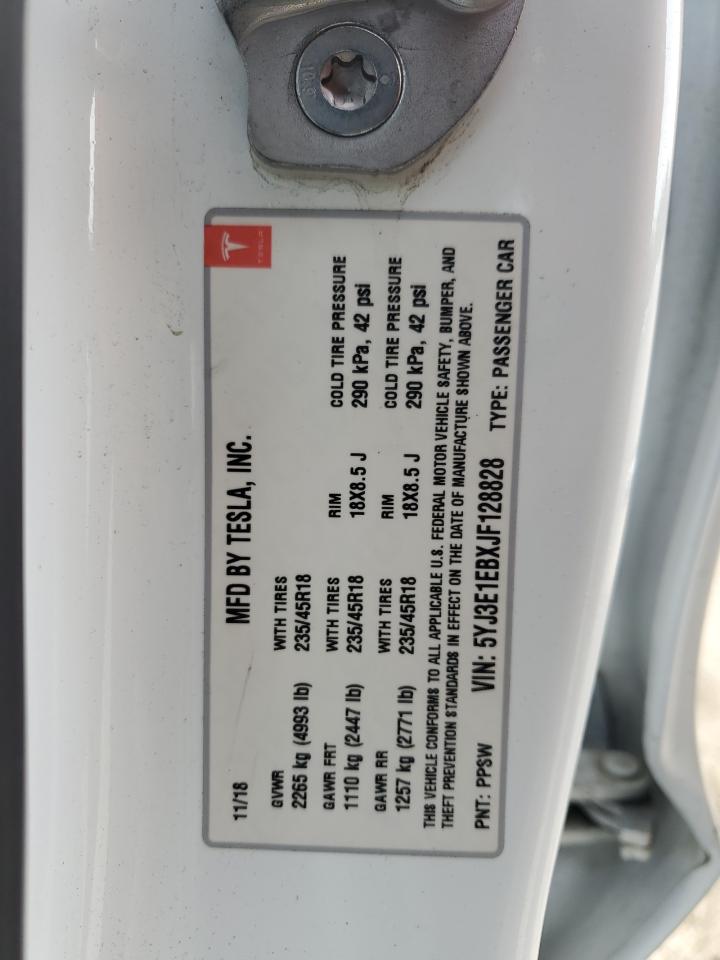 TESLA
11/18 MFD BY TESLA, INC.
GVWR WITH TIRES
2265 kg (4993 lb) 235/45R18
GAWR FRT WITH TIRES RIM COLD TIRE PRESSURE
1110 kg (2447 lb) 235/45R18 18X8.5 J 290 kPa, 42 psi
GAWR RR WITH TIRES RIM COLD TIRE PRESSURE
1257 kg (2771 lb) 235/45R18 18X8.5 J 290 kPa, 42 psi
THIS VEHICLE CONFORMS TO ALL APPLICABLE U.S. FEDERAL MOTOR VEHICLE SAFETY, BUMPER, AND
THEFT PREVENTION STANDARDS IN EFFECT ON THE DATE OF MANUFACTURE SHOWN ABOVE.
PNT: PPSW VIN: 5YJ3E1EBXJF128828 TYPE: PASSENGER CAR